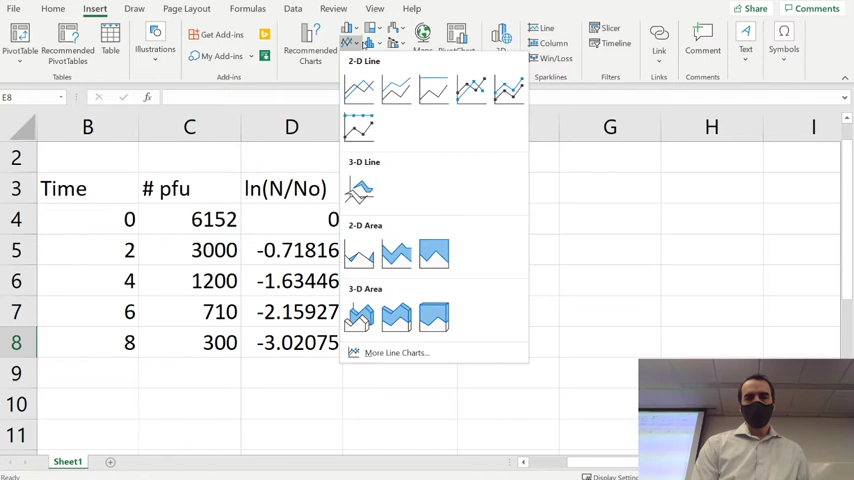 File Home Insert Draw Page Layout Formulas Data Review View Help
Share Comments
PivotTable Recommended PivotTables Table
Illustrations
Get Add-ins
My Add-ins
Recommended Charts
Maps PivotChart 3D
Line
Column
Win/Loss
Slicer
Timeline
Link
Comment
Text
Symbols
Tables Add-ins Sparklines Filters Links Comments
E8
fx
2-D Line
3-D Line
2-D Area
3-D Area
More Line Charts...
B C D G H I
2
3 Time # pfu ln(N/No)
4 0 6152 0
5 2 3000 -0.71816
6 4 1200 -1.63446
7 6 710 -2.15927
8 8 300 -3.02075
9
10
11
Sheet1
Ready